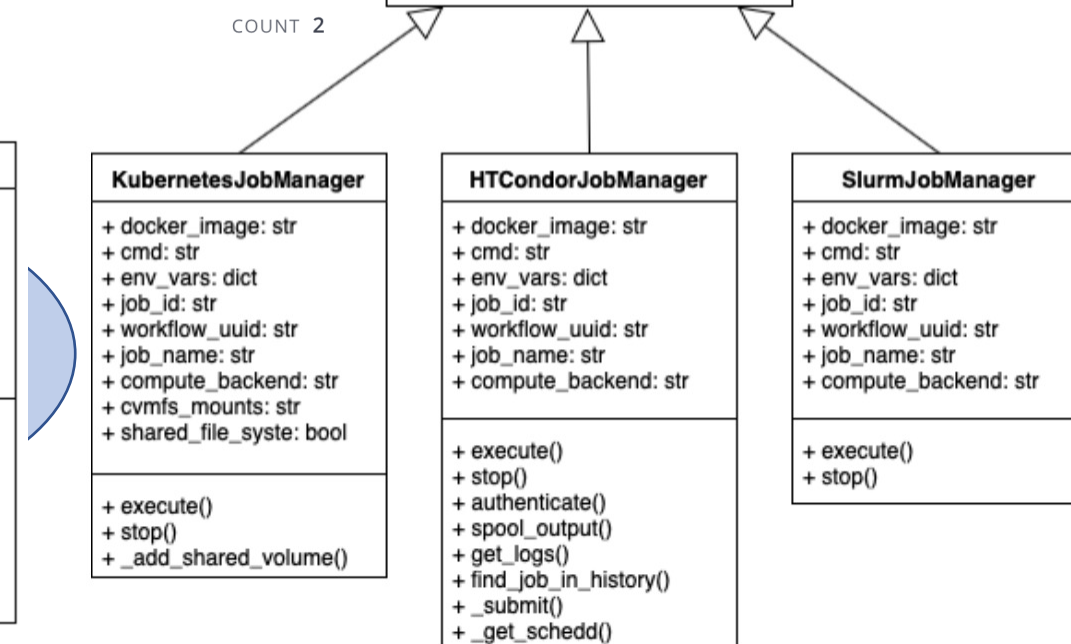 COUNT 2
KubernetesJobManager
+ docker_image: str
+ cmd: str
+ env_vars: dict
+ job_id: str
+ workflow_uuid: str
+ job_name: str
+ compute_backend: str
+ cvmfs_mounts: str
+ shared_file_syste: bool
+ execute()
+ stop()
+ _add_shared_volume()
HTCondorJobManager
+ docker_image: str
+ cmd: str
+ env_vars: dict
+ job_id: str
+ workflow_uuid: str
+ job_name: str
+ compute_backend: str
+ execute()
+ stop()
+ authenticate()
+ spool_output()
+ get_logs()
+ find_job_in_history()
+ _submit()
+ _get_schedd()
SlurmJobManager
+ docker_image: str
+ cmd: str
+ env_vars: dict
+ job_id: str
+ workflow_uuid: str
+ job_name: str
+ compute_backend: str
+ execute()
+ stop()